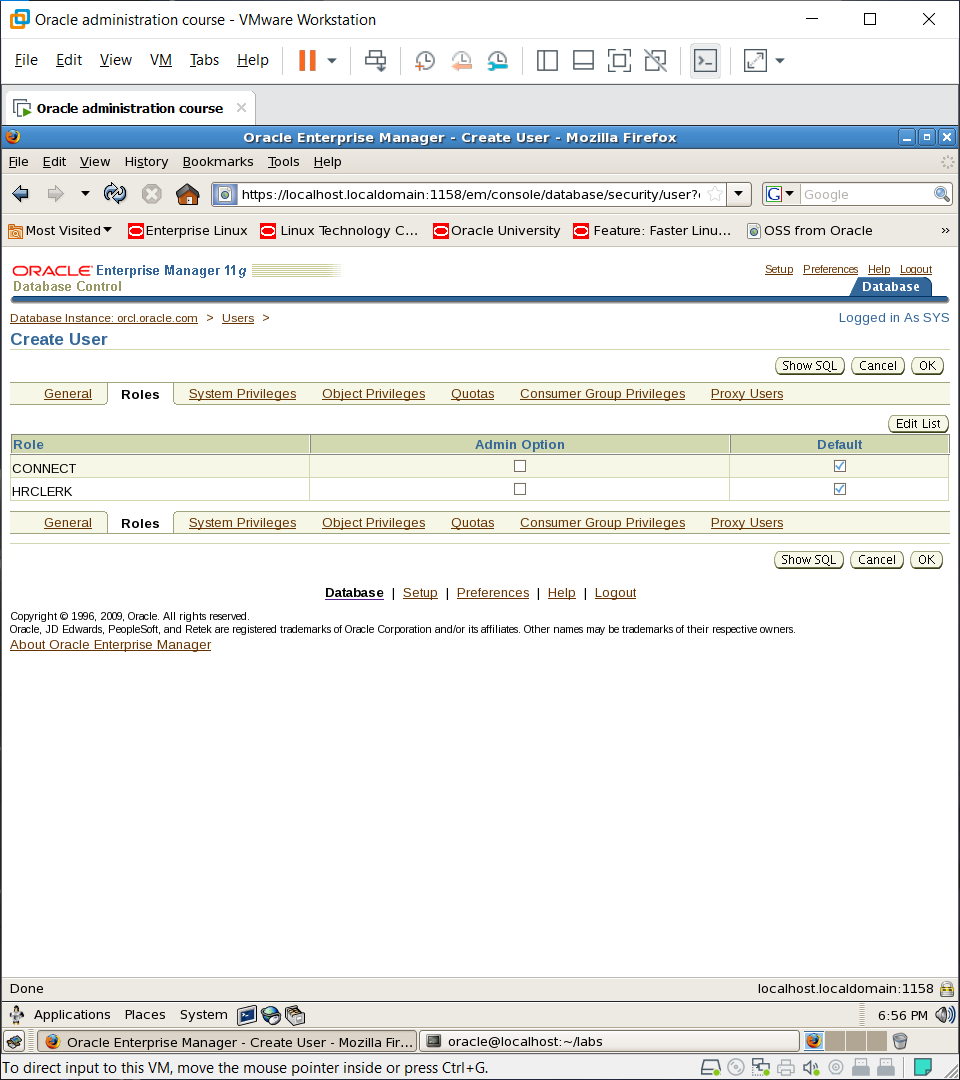 Oracle administration course - VMware Workstation
File Edit View VM Tabs Help
Oracle administration course
Oracle Enterprise Manager - Create User - Mozilla Firefox
File Edit View History Bookmarks Tools Help
https://localhost.localdomain:1158/em/console/database/security/user?
G Google
Most Visited Enterprise Linux Linux Technology C... Oracle University Feature: Faster Linu... OSS from Oracle »
ORACLE Enterprise Manager 11g
Database Control
Setup Preferences Help Logout
Database
Database Instance: orcl.oracle.com > Users >
Logged in As SYS
Create User
Show SQL Cancel OK
General Roles System Privileges Object Privileges Quotas Consumer Group Privileges Proxy Users
Edit List
Role Admin Option Default
CONNECT
HRCLERK
General Roles System Privileges Object Privileges Quotas Consumer Group Privileges Proxy Users
Show SQL Cancel OK
Database | Setup | Preferences | Help | Logout
Copyright © 1996, 2009, Oracle. All rights reserved.
Oracle, JD Edwards, PeopleSoft, and Retek are registered trademarks of Oracle Corporation and/or its affiliates. Other names may be trademarks of their respective owners.
About Oracle Enterprise Manager
Done
localhost.localdomain:1158
Applications Places System
6:56 PM
Oracle Enterprise Manager - Create User - Mozilla Fir...
oracle@localhost:~/labs
To direct input to this VM, move the mouse pointer inside or press Ctrl+G.